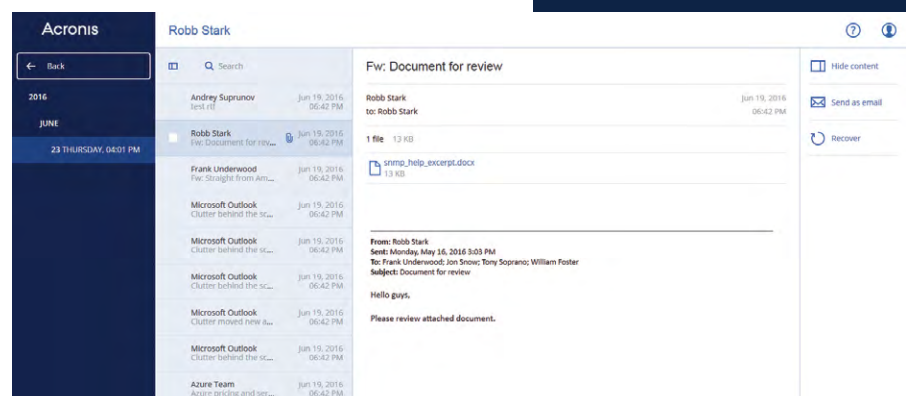 Acronis
Robb Stark
← Back
2016
JUNE
23 THURSDAY, 04:01 PM
Search
Andrey Suprunov Jun 19, 2016
test.rtf 06:42 PM
Robb Stark Jun 19, 2016
Fw: Document for rev... 06:42 PM
Frank Underwood Jun 19, 2016
Fw: Straight from Am... 06:42 PM
Microsoft Outlook Jun 19, 2016
Clutter behind the sc... 06:42 PM
Microsoft Outlook Jun 19, 2016
Clutter behind the sc... 06:42 PM
Microsoft Outlook Jun 19, 2016
Clutter behind the sc... 06:42 PM
Microsoft Outlook Jun 19, 2016
Clutter moved new a... 06:42 PM
Microsoft Outlook Jun 19, 2016
Clutter behind the sc... 06:42 PM
Azure Team Jun 19, 2016
Azure pricing and ser... 06:42 PM
Fw: Document for review
Robb Stark Jun 19, 2016
to: Robb Stark 06:42 PM
1 file 13 KB
snmp_help_excerpt.docx
13 KB
From: Robb Stark
Sent: Monday, May 16, 2016 3:03 PM
To: Frank Underwood; Jon Snow; Tony Soprano; William Foster
Subject: Document for review
Hello guys,
Please review attached document.
?
Hide content
Send as email
Recover